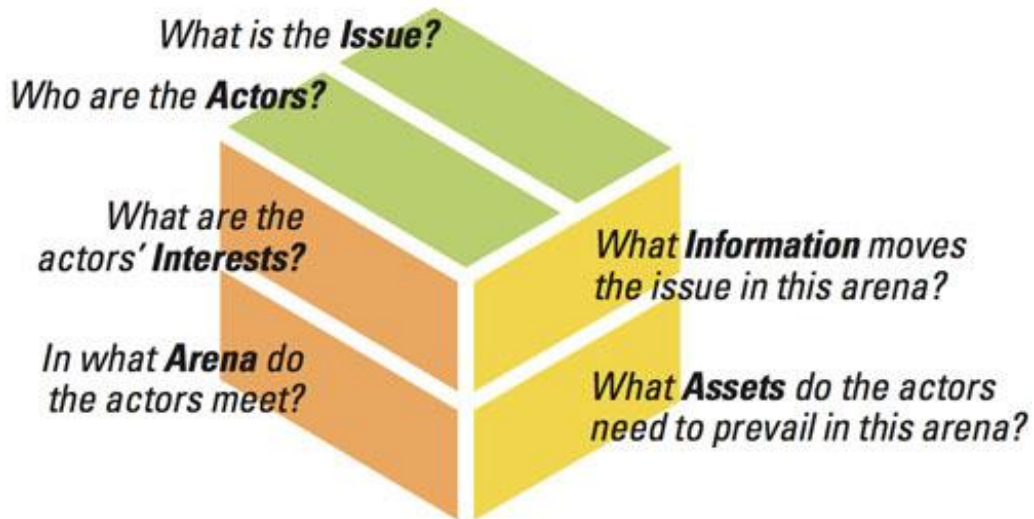 What is the Issue?
Who are the Actors?
What are the
actors' Interests?
In what Arena do
the actors meet?
What Information moves
the issue in this arena?
What Assets do the actors
need to prevail in this arena?